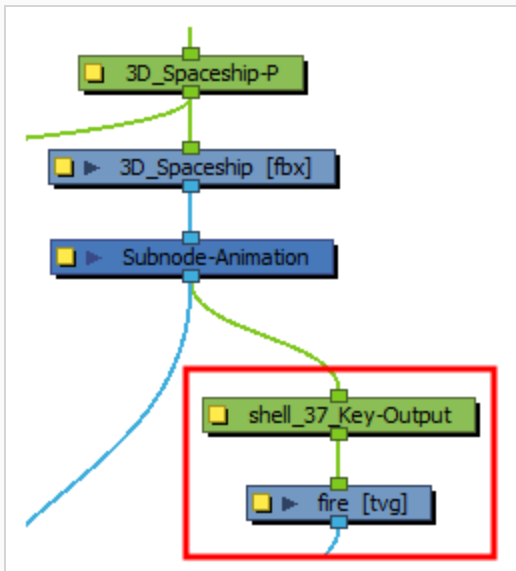 3D_Spaceship-P
3D_Spaceship [fbx]
Subnode-Animation
shell_37_Key-Output
fire [tvg]